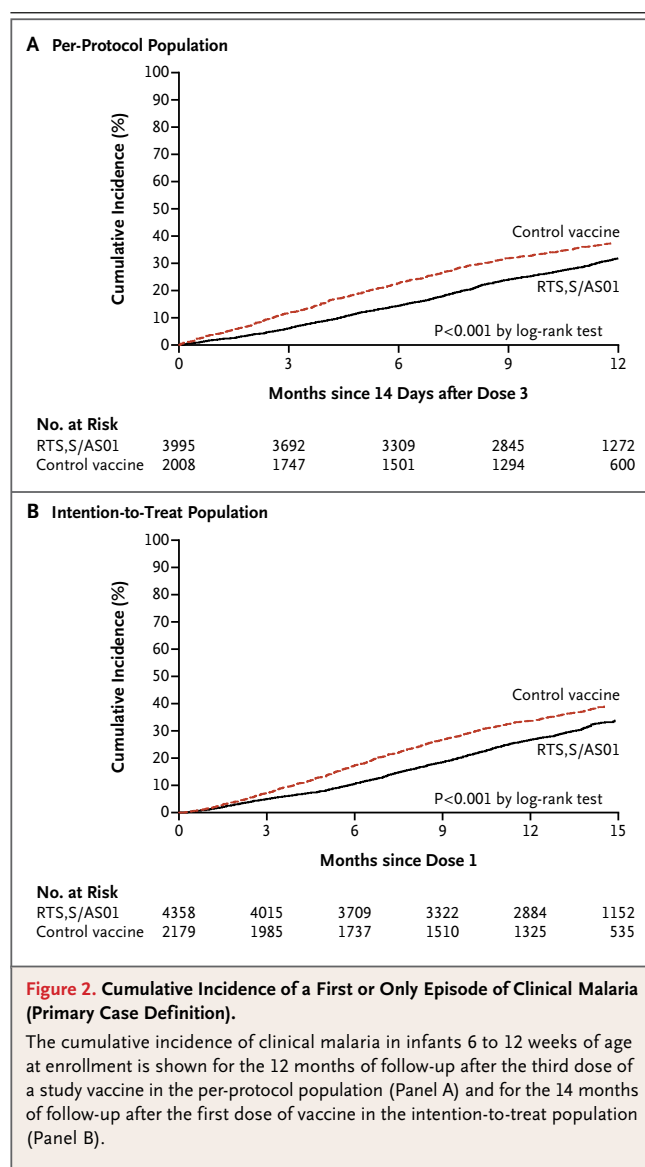 A Per-Protocol Population
100
90
80
70
60
50
40
30
20
10
0
Cumulative Incidence (%)
Control vaccine
RTS,S/AS01
P<0.001 by log-rank test
0 3 6 9 12
Months since 14 Days after Dose 3
No. at Risk
RTS,S/AS01 3995 3692 3309 2845 1272
Control vaccine 2008 1747 1501 1294 600
B Intention-to-Treat Population
100
90
80
70
60
50
40
30
20
10
0
Cumulative Incidence (%)
Control vaccine
RTS,S/AS01
P<0.001 by log-rank test
0 3 6 9 12 15
Months since Dose 1
No. at Risk
RTS,S/AS01 4358 4015 3709 3322 2884 1152
Control vaccine 2179 1985 1737 1510 1325 535
Figure 2. Cumulative Incidence of a First or Only Episode of Clinical Malaria
(Primary Case Definition).
The cumulative incidence of clinical malaria in infants 6 to 12 weeks of age
at enrollment is shown for the 12 months of follow-up after the third dose of
a study vaccine in the per-protocol population (Panel A) and for the 14 months
of follow-up after the first dose of vaccine in the intention-to-treat population
(Panel B).